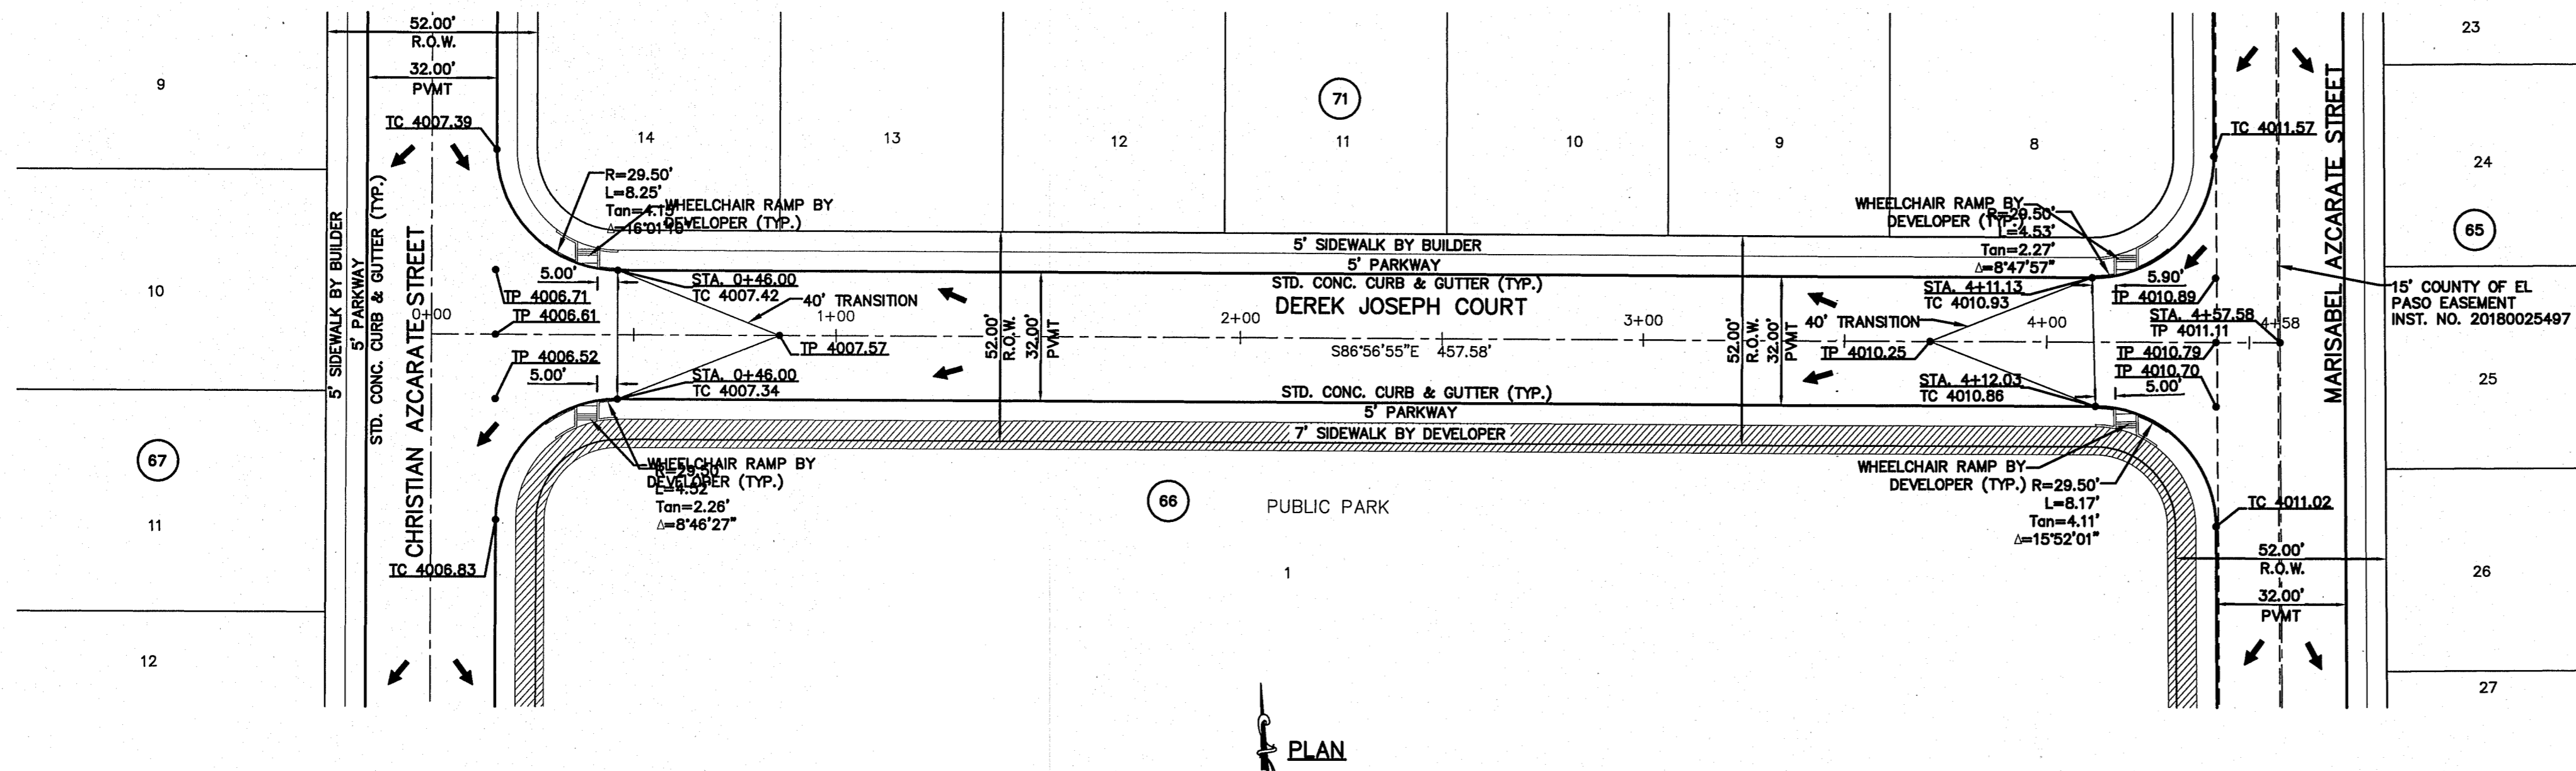 52.00'
R.O.W.
32.00'
PVMT
TC 4007.39
9
10
67
11
12
5' SIDEWALK BY BUILDER
5' PARKWAY
STD. CONC. CURB & GUTTER (TYP.)
CHRISTIAN AZCARATE STREET
0+00
TP 4006.71
TP 4006.61
TP 4006.52
5.00'
5.00'
TC 4006.83
14
13
12
71
11
10
9
8
R=29.50'
L=8.25'
Tan=4.15'
Δ=16°01'10"
WHEELCHAIR RAMP BY
DEVELOPER (TYP.)
STA. 0+46.00
TC 4007.42
40' TRANSITION
1+00
TP 4007.57
STA. 0+46.00
TC 4007.34
WHEELCHAIR RAMP BY
DEVELOPER (TYP.)
R=29.50'
L=4.52'
Tan=2.26'
Δ=8°46'27"
52.00'
R.O.W.
32.00'
PVMT
5' SIDEWALK BY BUILDER
5' PARKWAY
STD. CONC. CURB & GUTTER (TYP.)
DEREK JOSEPH COURT
2+00
3+00
S86°56'55"E 457.58'
STD. CONC. CURB & GUTTER (TYP.)
5' PARKWAY
7' SIDEWALK BY DEVELOPER
66
PUBLIC PARK
1
52.00'
R.O.W.
32.00'
PVMT
WHEELCHAIR RAMP BY
DEVELOPER (TYP.)
R=29.50'
L=4.53'
Tan=2.27'
Δ=8°47'57"
STA. 4+11.13
TC 4010.93
40' TRANSITION
4+00
TP 4010.25
STA. 4+12.03
TC 4010.86
5.90'
TP 4010.89
STA. 4+57.58
TP 4011.11
4+58
TP 4010.79
TP 4010.70
5.00'
WHEELCHAIR RAMP BY
DEVELOPER (TYP.)
R=29.50'
L=8.17'
Tan=4.11'
Δ=15°52'01"
TC 4011.57
TC 4011.02
52.00'
R.O.W.
32.00'
PVMT
MARISABEL AZCARATE STREET
15' COUNTY OF EL
PASO EASEMENT
INST. NO. 20180025497
23
24
65
25
26
27
PLAN